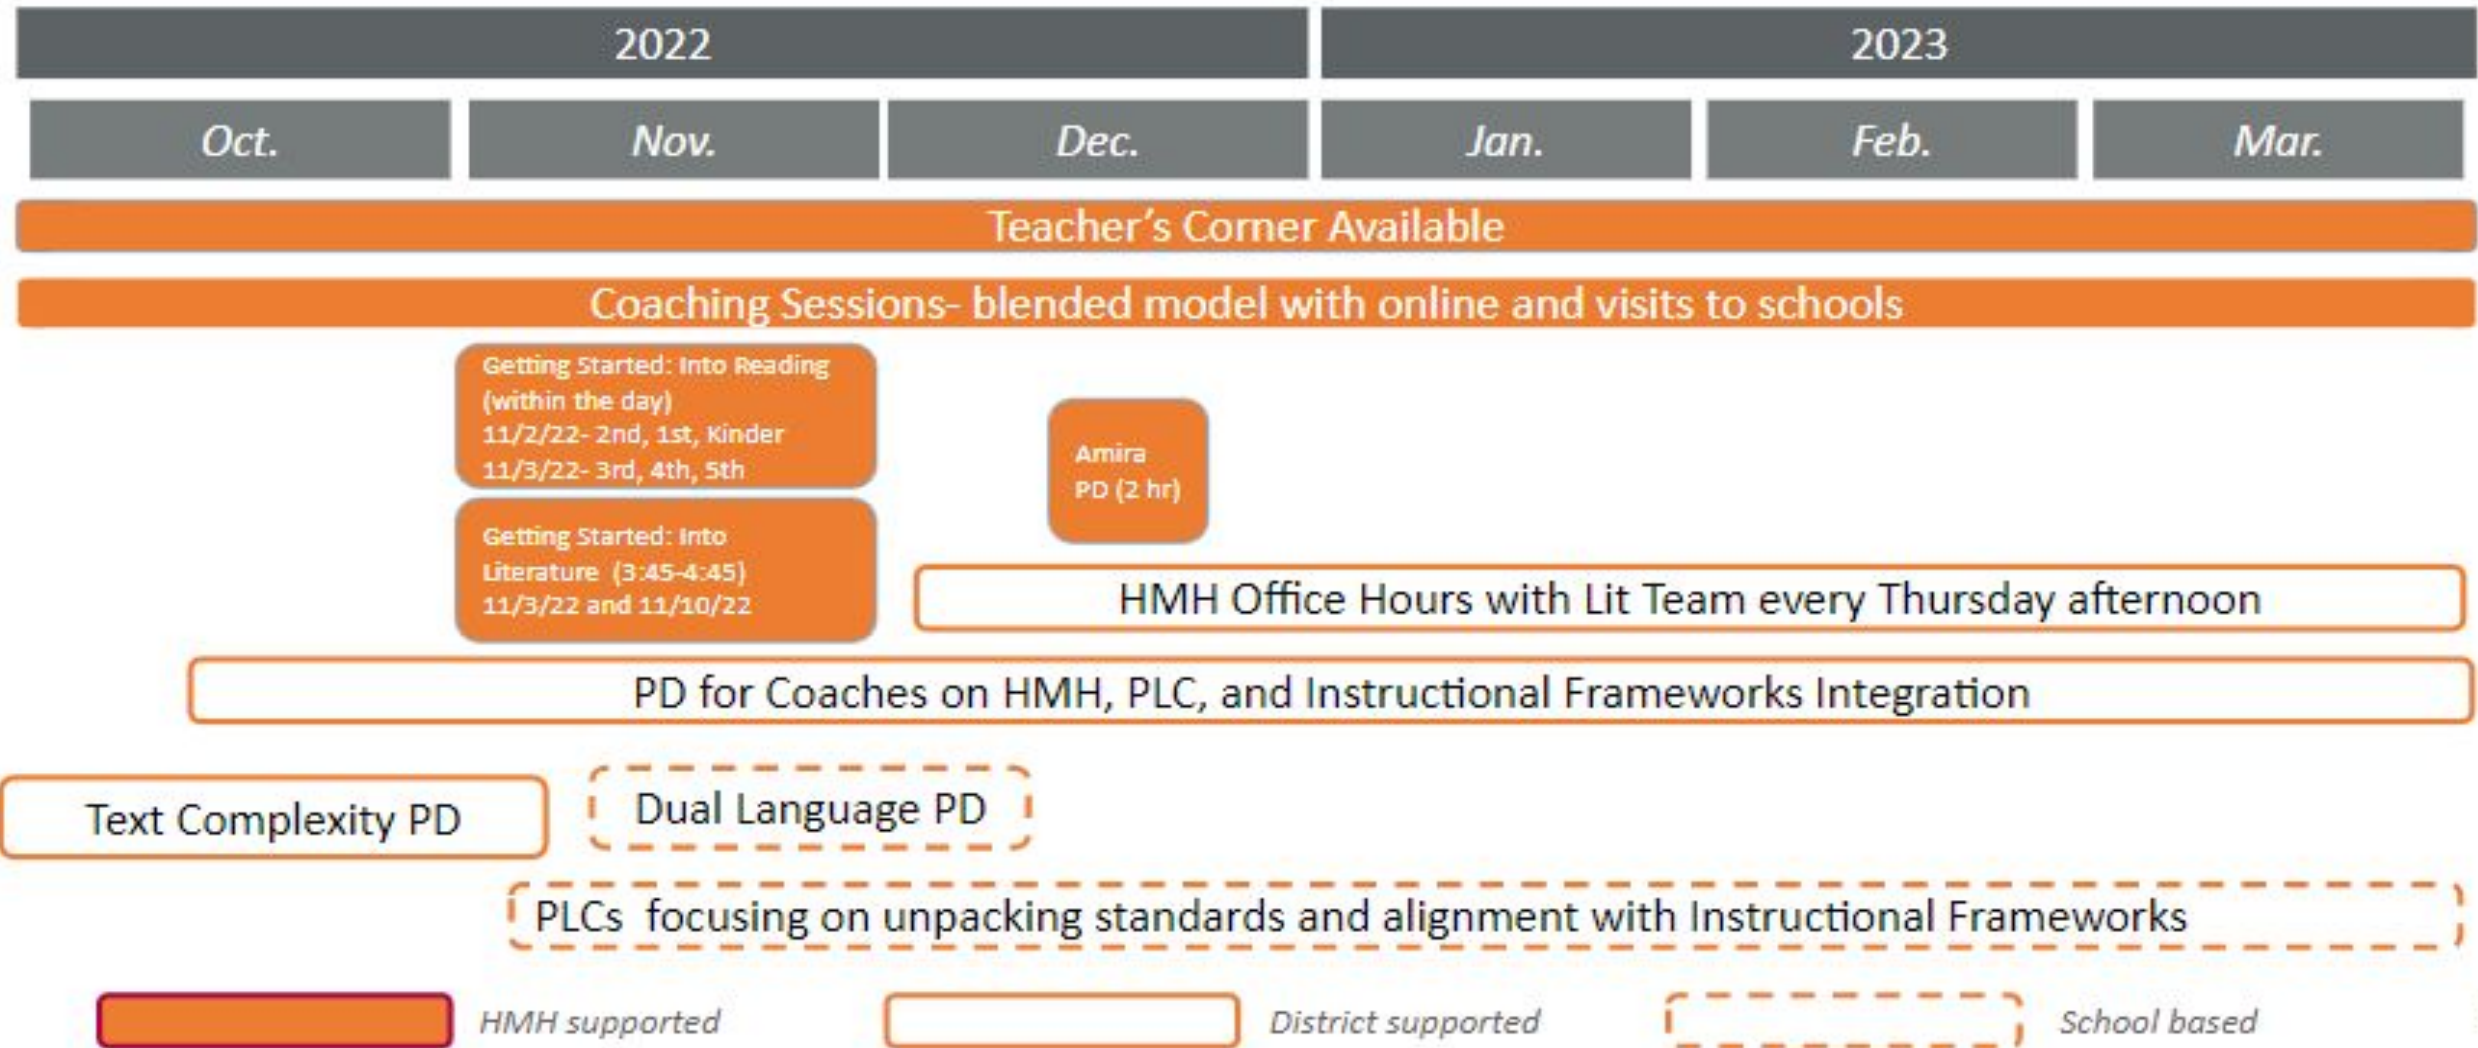 2022
2023
Oct.
Nov.
Dec.
Jan.
Feb.
Mar.
Teacher's Corner Available
Coaching Sessions- blended model with online and visits to schools
Getting Started: Into Reading
(within the day)
11/2/22- 2nd, 1st, Kinder
11/3/22- 3rd, 4th, 5th
Amira
PD (2 hr)
Getting Started: Into
Literature (3:45-4:45)
11/3/22 and 11/10/22
HMH Office Hours with Lit Team every Thursday afternoon
PD for Coaches on HMH, PLC, and Instructional Frameworks Integration
Text Complexity PD
Dual Language PD
PLCs focusing on unpacking standards and alignment with Instructional Frameworks
HMH supported
District supported
School based